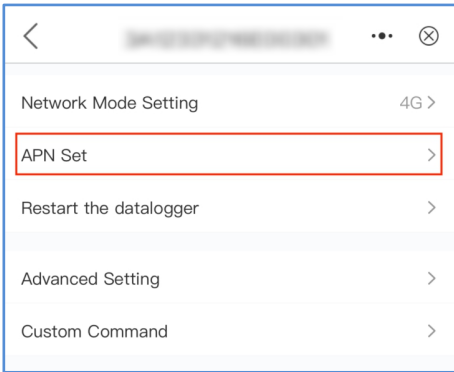 Network Mode Setting 4G
APN Set
Restart the datalogger
Advanced Setting
Custom Command